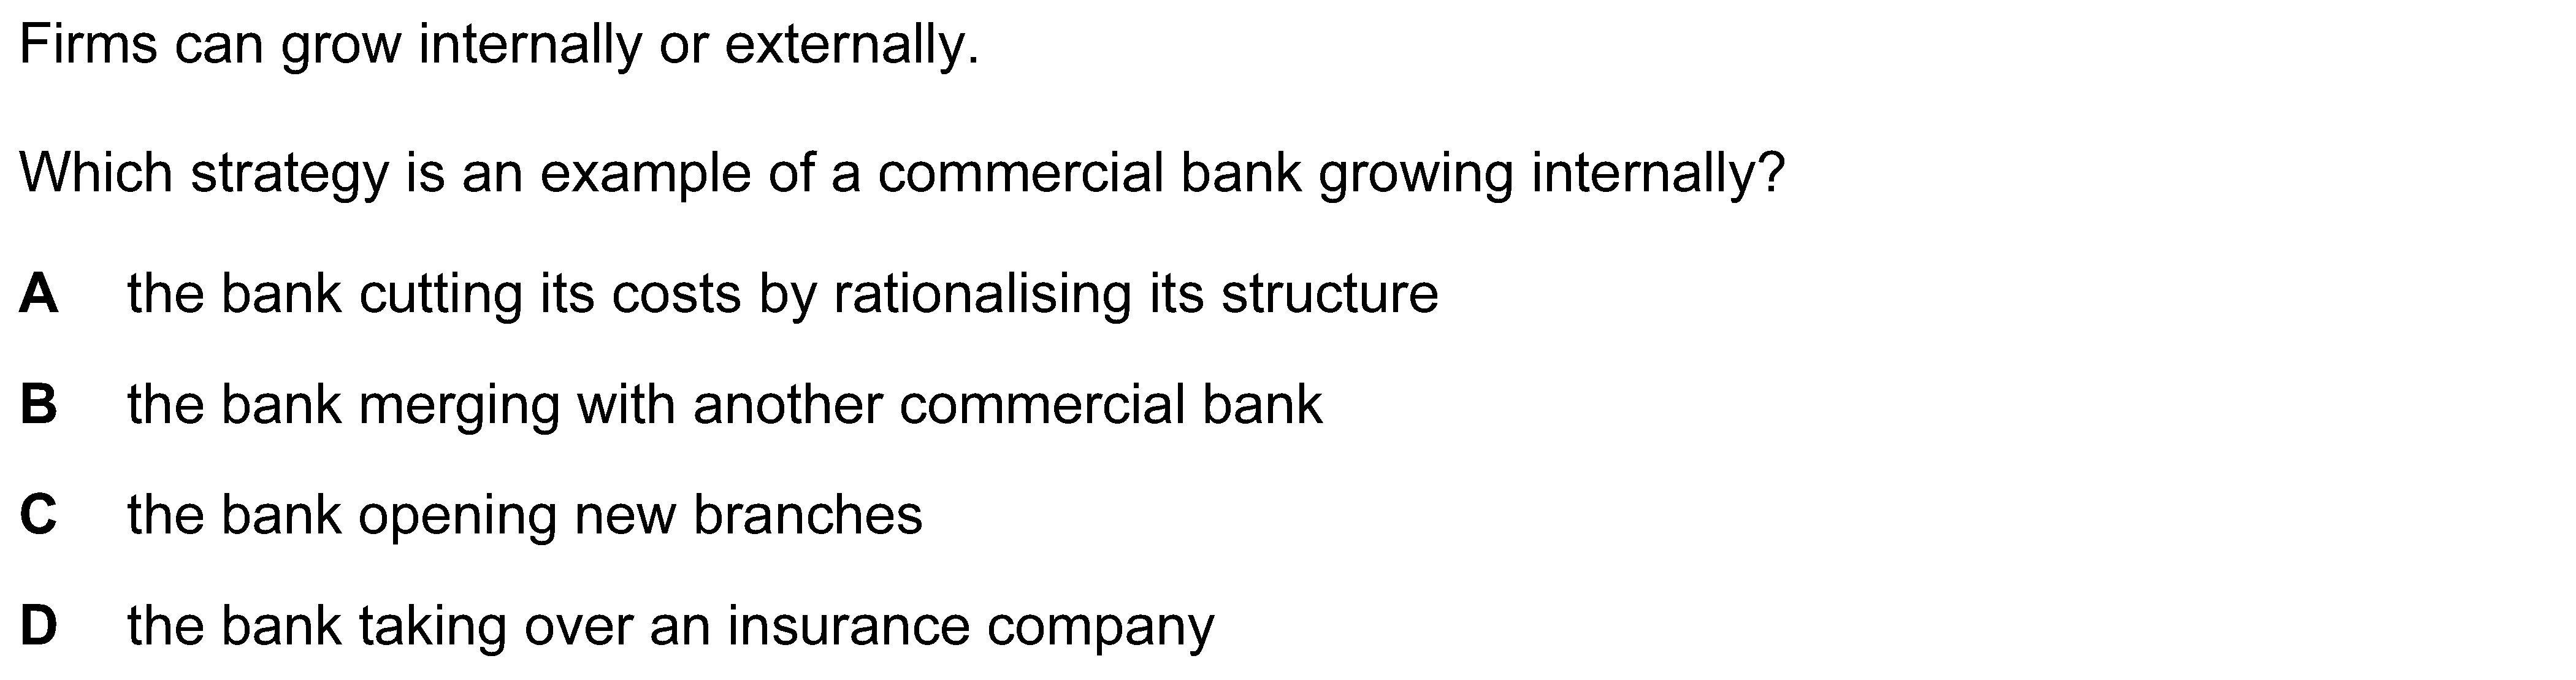 Firms can grow internally or externally.
Which strategy is an example of a commercial bank growing internally?
A the bank cutting its costs by rationalising its structure
B the bank merging with another commercial bank
C the bank opening new branches
D the bank taking over an insurance company